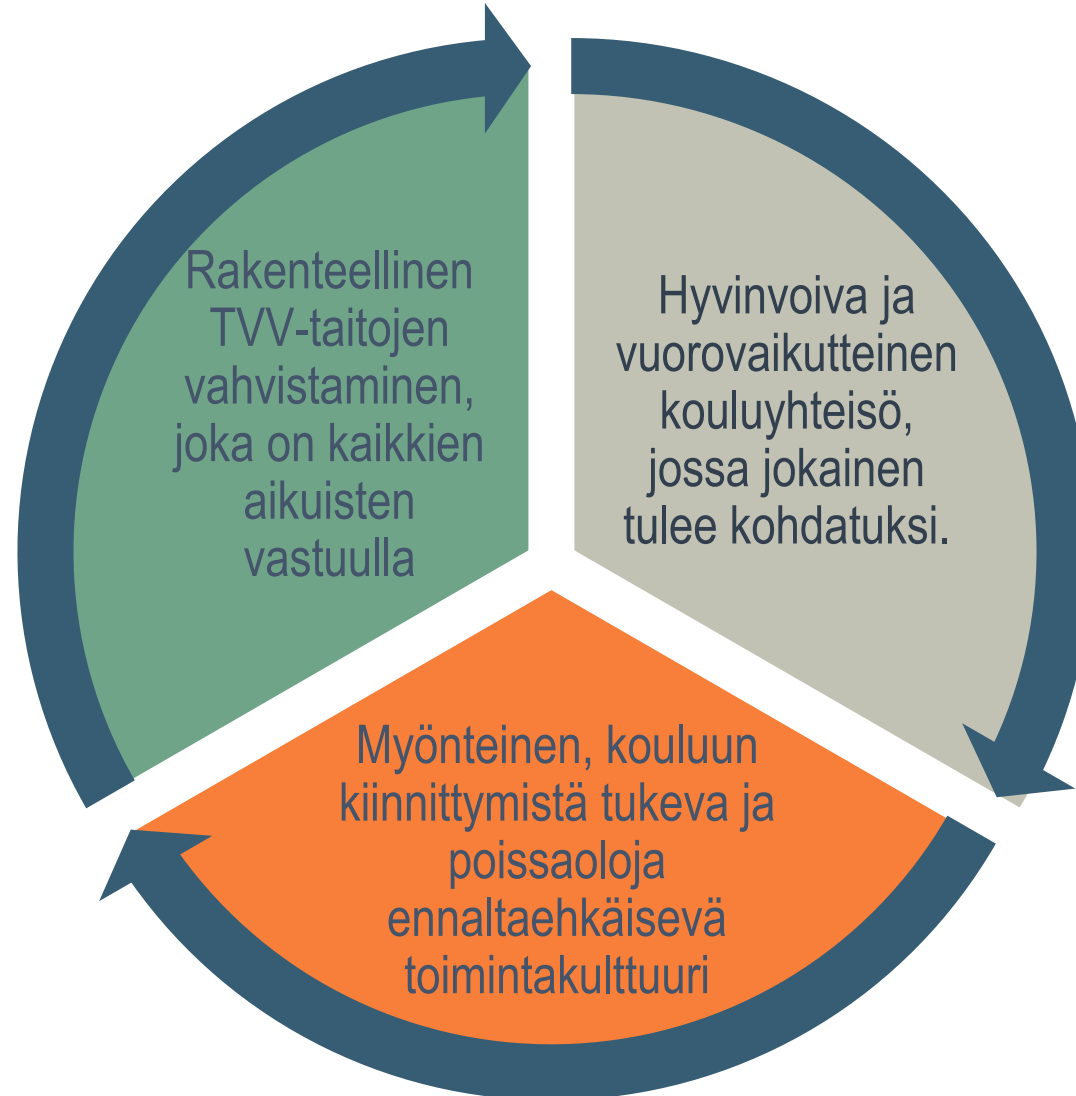 Rakenteellinen
TVV-taitojen
vahvistaminen,
joka on kaikkien
aikuisten
vastuulla
Hyvinvoiva ja
vuorovaikutteinen
kouluyhteisö,
jossa jokainen
tulee kohdatuksi.
Myönteinen, kouluun
kiinnittymistä tukeva ja
poissaoloja
ennaltaehkäisevä
toimintakulttuuri